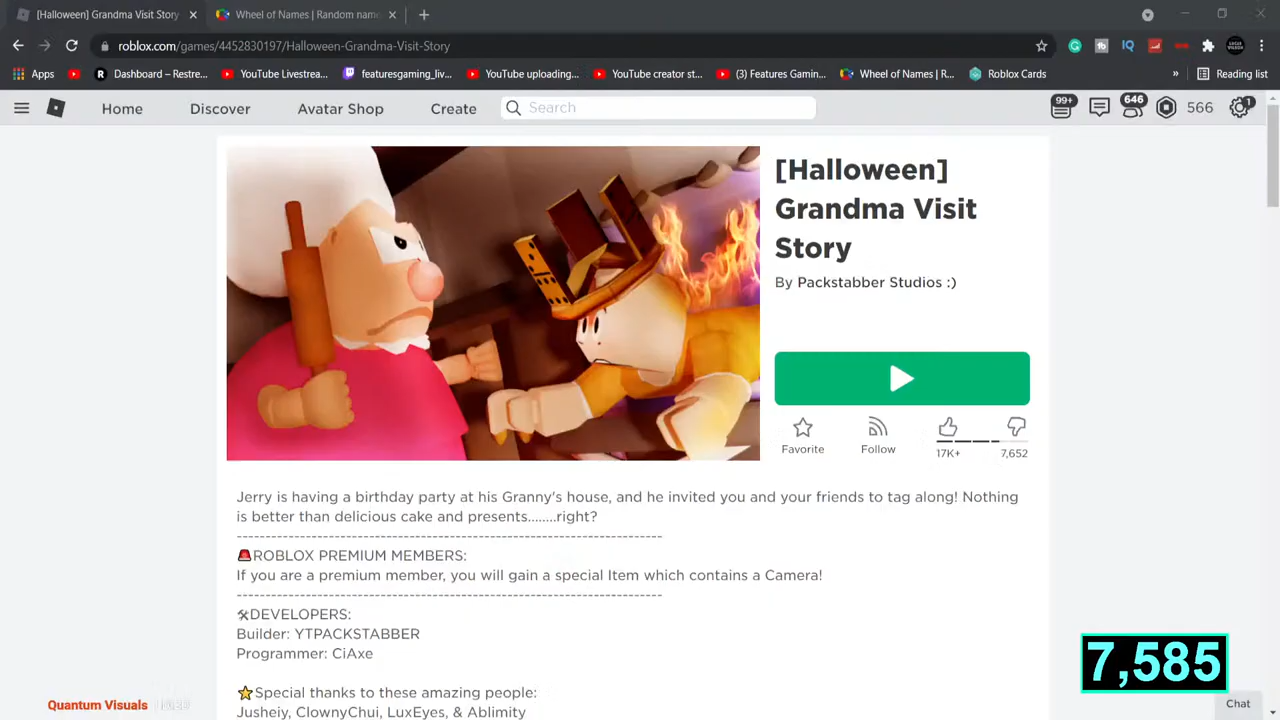 [Halloween] Grandma Visit Story
Wheel of Names | Random name
roblox.com/games/4452830197/Halloween-Grandma-Visit-Story
Apps
Dashboard – Restre...
YouTube Livestrea...
featuresgaming_liv...
YouTube uploading...
YouTube creator st...
(3) Features Gamin...
Wheel of Names | R...
Roblox Cards
»
Reading list
Home
Discover
Avatar Shop
Create
Search
99+
646
566
1
[Halloween]
Grandma Visit
Story
By Packstabber Studios :)
Favorite
Follow
17K+
7,652
Jerry is having a birthday party at his Granny's house, and he invited you and your friends to tag along! Nothing
is better than delicious cake and presents........right?
------------------------------------------------------------------------
🚨ROBLOX PREMIUM MEMBERS:
If you are a premium member, you will gain a special Item which contains a Camera!
------------------------------------------------------------------------
🛠DEVELOPERS:
Builder: YTPACKSTABBER
Programmer: CiAxe
⭐Special thanks to these amazing people:
Jusheiy, ClownyChui, LuxEyes, & Ablimity
7,585
Quantum Visuals
Chat